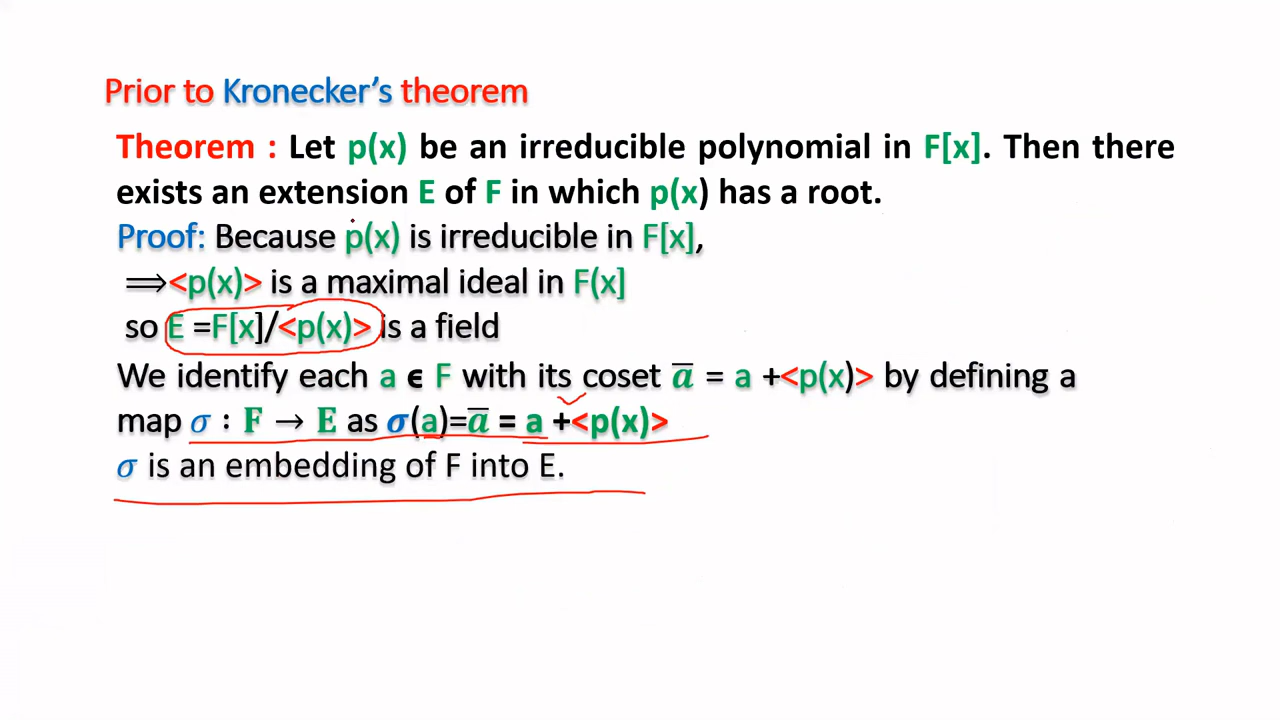 Prior to Kronecker's theorem
Theorem : Let p(x) be an irreducible polynomial in F[x]. Then there
exists an extension E of F in which p(x) has a root.
Proof: Because p(x) is irreducible in F[x],
⟹<p(x)> is a maximal ideal in F(x]
so E =F[x]/<p(x)> is a field
We identify each a ϵ F with its coset a̅ = a +<p(x)> by defining a
map σ : F → E as σ(a)=a̅ = a +<p(x)>
σ is an embedding of F into E.